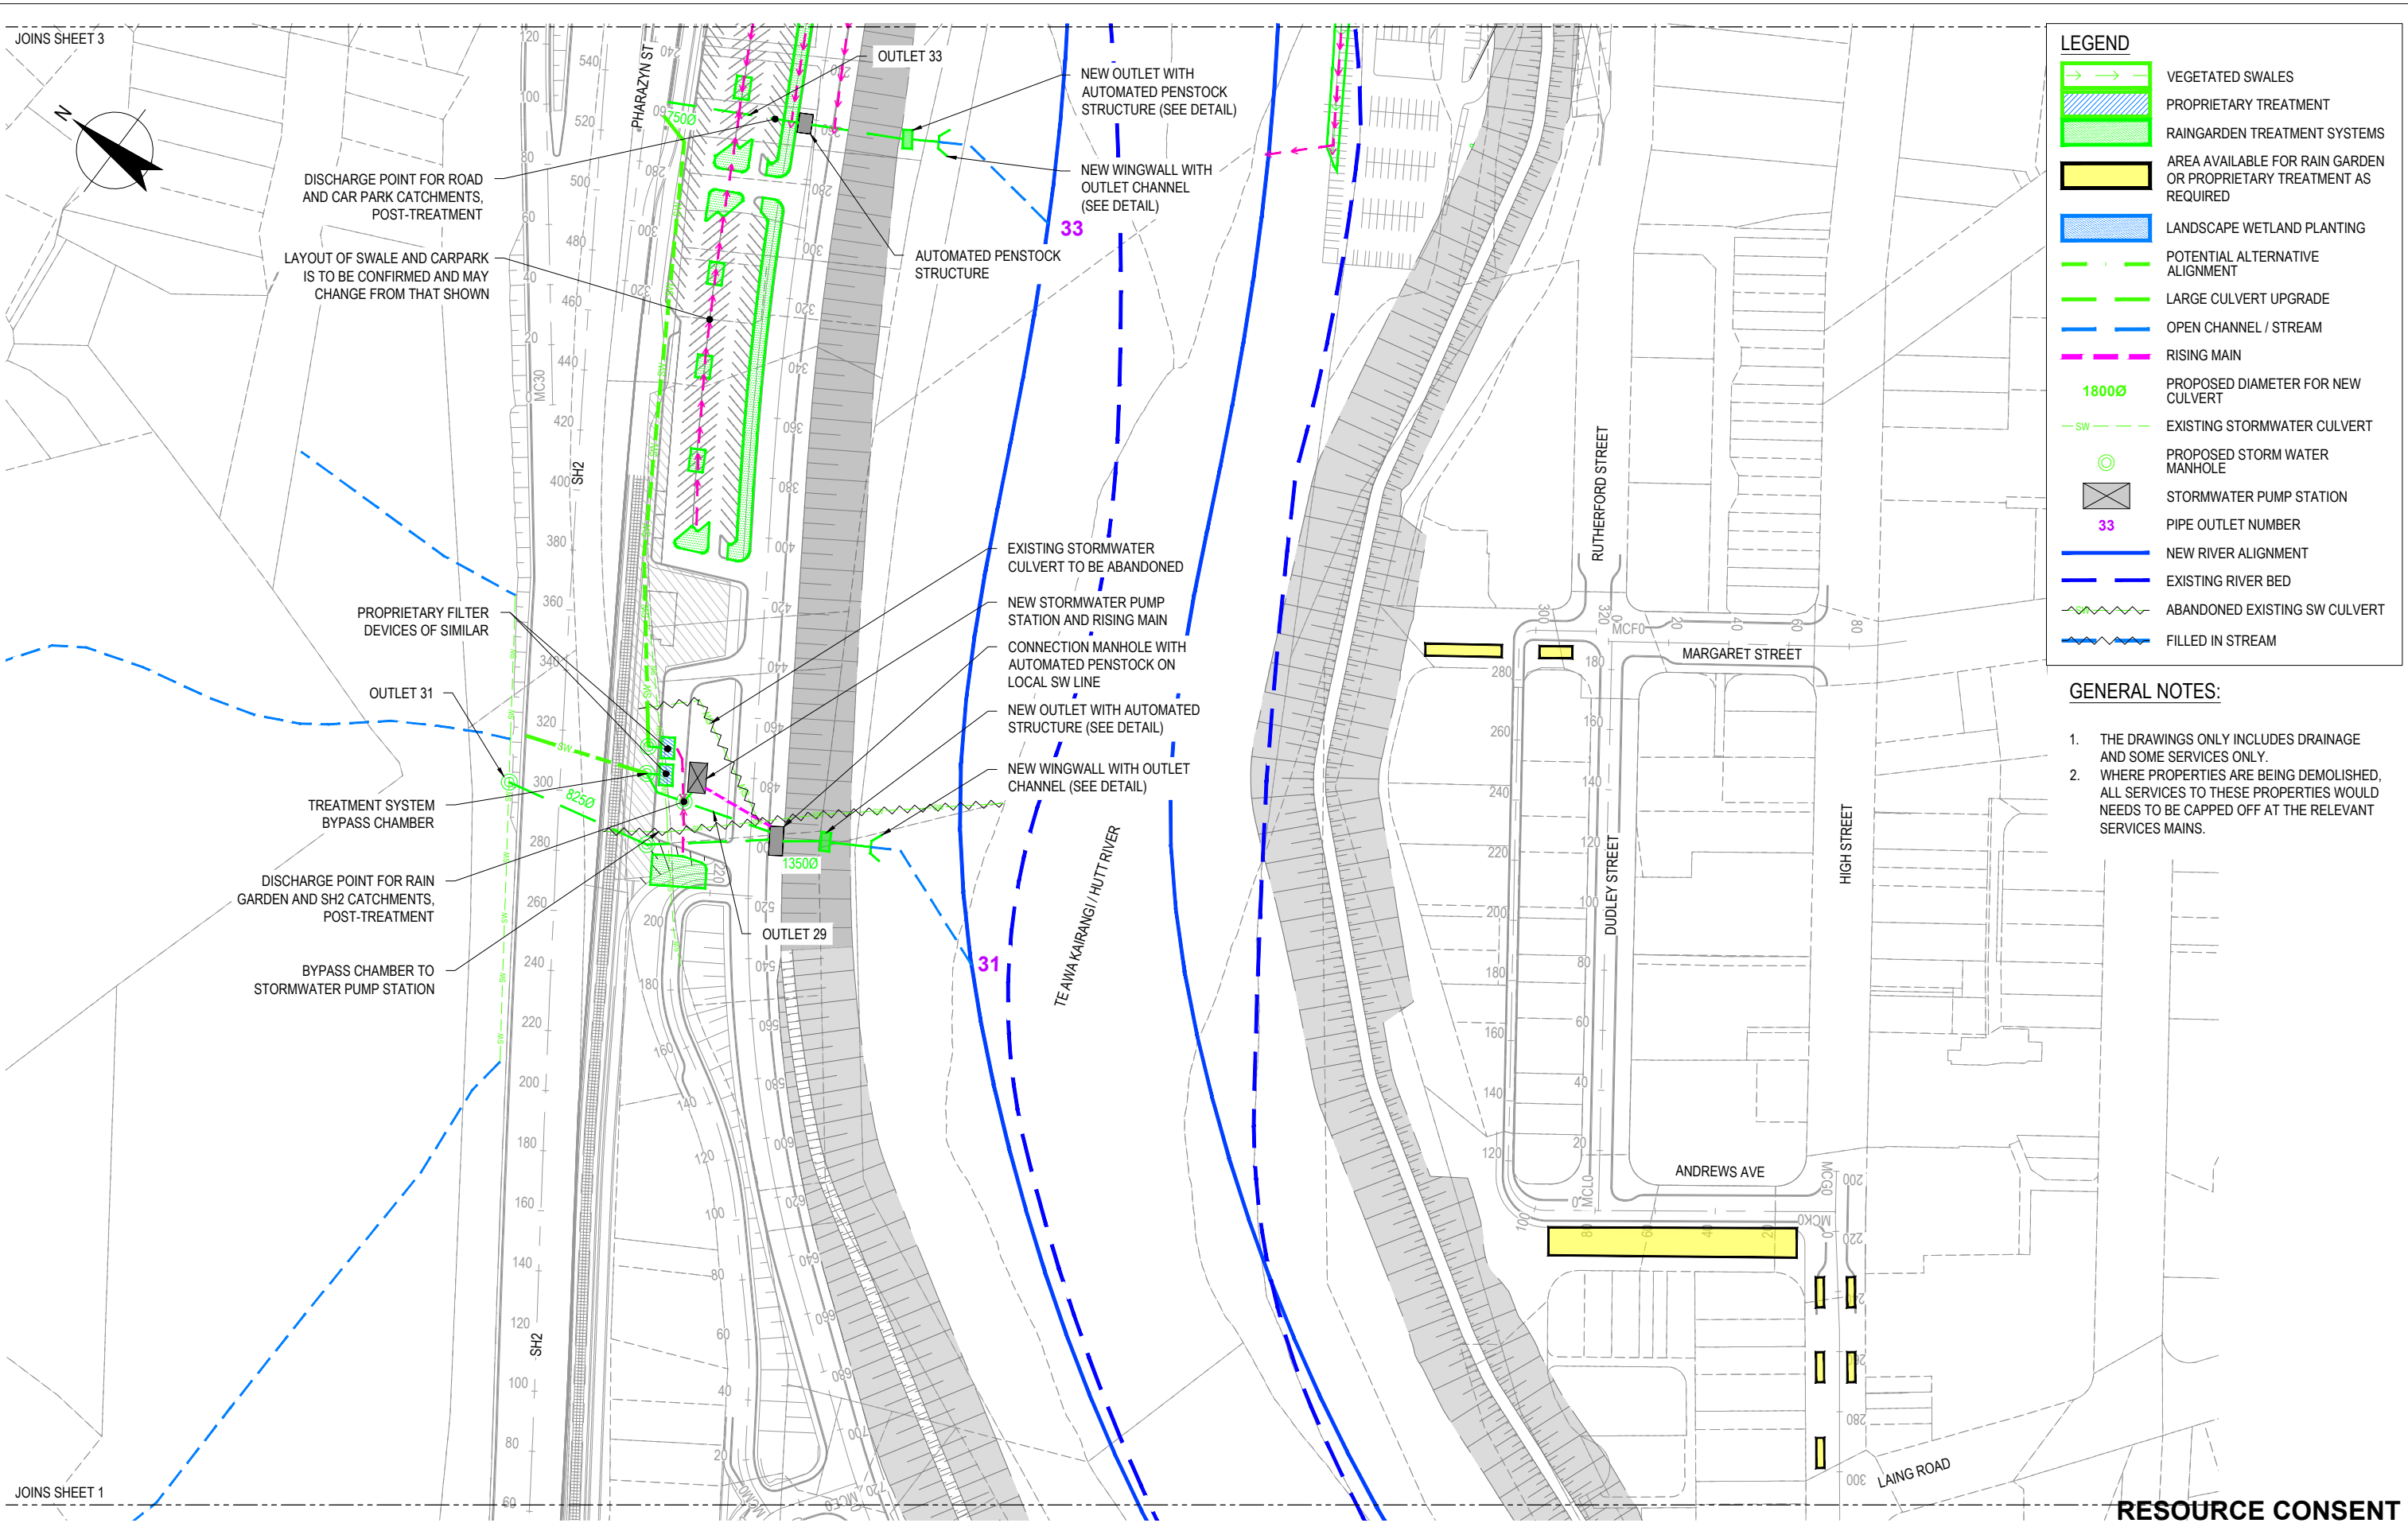 JOINS SHEET 3
N
PHARAZYN ST
OUTLET 33
NEW OUTLET WITH
AUTOMATED PENSTOCK
STRUCTURE (SEE DETAIL)
NEW WINGWALL WITH
OUTLET CHANNEL
(SEE DETAIL)
33
AUTOMATED PENSTOCK
STRUCTURE
750Ø
DISCHARGE POINT FOR ROAD
AND CAR PARK CATCHMENTS,
POST-TREATMENT
LAYOUT OF SWALE AND CARPARK
IS TO BE CONFIRMED AND MAY
CHANGE FROM THAT SHOWN
MC30
SH2
EXISTING STORMWATER
CULVERT TO BE ABANDONED
NEW STORMWATER PUMP
STATION AND RISING MAIN
CONNECTION MANHOLE WITH
AUTOMATED PENSTOCK ON
LOCAL SW LINE
NEW OUTLET WITH AUTOMATED
STRUCTURE (SEE DETAIL)
NEW WINGWALL WITH OUTLET
CHANNEL (SEE DETAIL)
PROPRIETARY FILTER
DEVICES OF SIMILAR
OUTLET 31
TREATMENT SYSTEM
BYPASS CHAMBER
825Ø
1350Ø
DISCHARGE POINT FOR RAIN
GARDEN AND SH2 CATCHMENTS,
POST-TREATMENT
OUTLET 29
BYPASS CHAMBER TO
STORMWATER PUMP STATION
31
TE AWA KAIRANGI / HUTT RIVER
SH2
RUTHERFORD STREET
MCF0
MARGARET STREET
DUDLEY STREET
HIGH STREET
ANDREWS AVE
MCL0
MCG0
MCK0
LAING ROAD
JOINS SHEET 1
LEGEND
VEGETATED SWALES
PROPRIETARY TREATMENT
RAINGARDEN TREATMENT SYSTEMS
AREA AVAILABLE FOR RAIN GARDEN
OR PROPRIETARY TREATMENT AS
REQUIRED
LANDSCAPE WETLAND PLANTING
POTENTIAL ALTERNATIVE
ALIGNMENT
LARGE CULVERT UPGRADE
OPEN CHANNEL / STREAM
RISING MAIN
1800Ø PROPOSED DIAMETER FOR NEW
CULVERT
SW EXISTING STORMWATER CULVERT
PROPOSED STORM WATER
MANHOLE
STORMWATER PUMP STATION
33 PIPE OUTLET NUMBER
NEW RIVER ALIGNMENT
EXISTING RIVER BED
SW ABANDONED EXISTING SW CULVERT
FILLED IN STREAM
GENERAL NOTES:
1. THE DRAWINGS ONLY INCLUDES DRAINAGE
AND SOME SERVICES ONLY.
2. WHERE PROPERTIES ARE BEING DEMOLISHED,
ALL SERVICES TO THESE PROPERTIES WOULD
NEEDS TO BE CAPPED OFF AT THE RELEVANT
SERVICES MAINS.
RESOURCE CONSENT